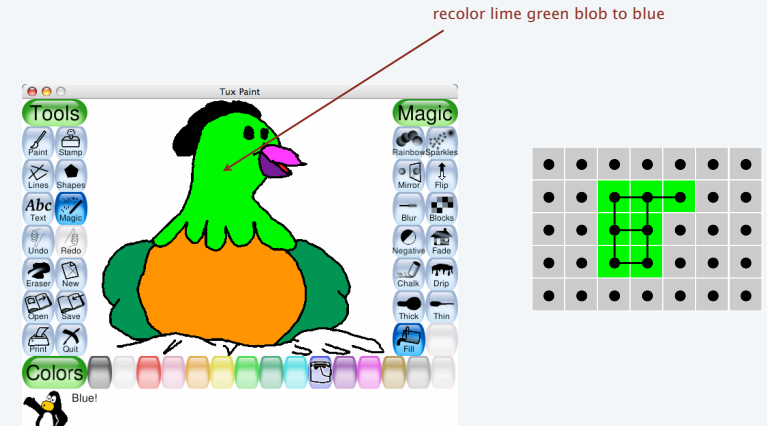 recolor lime green blob to blue
Tux Paint
Tools
Magic
Paint Stamp
Rainbow Sparkles
Lines Shapes
Mirror Flip
Abc
Text Magic
Blur Blocks
Undo Redo
Negative Fade
Eraser New
Chalk Drip
Open Save
Thick Thin
Print Quit
Fill
Colors
Blue!